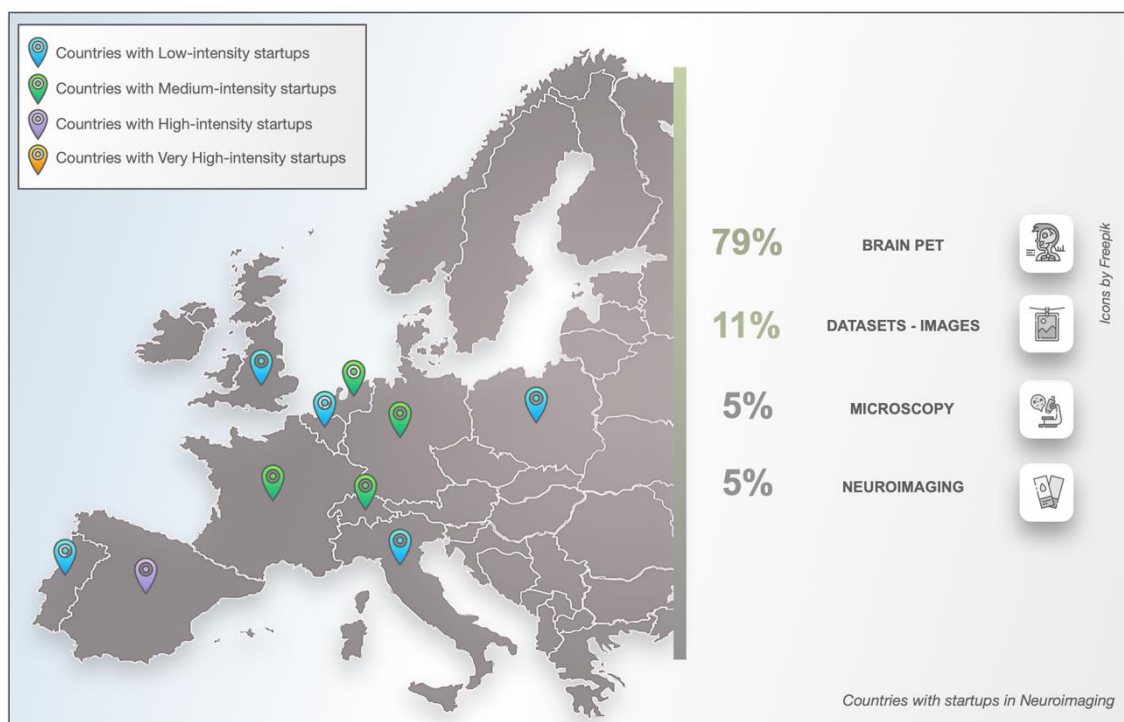 Countries with Low-intensity startups
Countries with Medium-intensity startups
Countries with High-intensity startups
Countries with Very High-intensity startups
79% BRAIN PET
11% DATASETS - IMAGES
5% MICROSCOPY
5% NEUROIMAGING
Icons by Freepik
Countries with startups in Neuroimaging